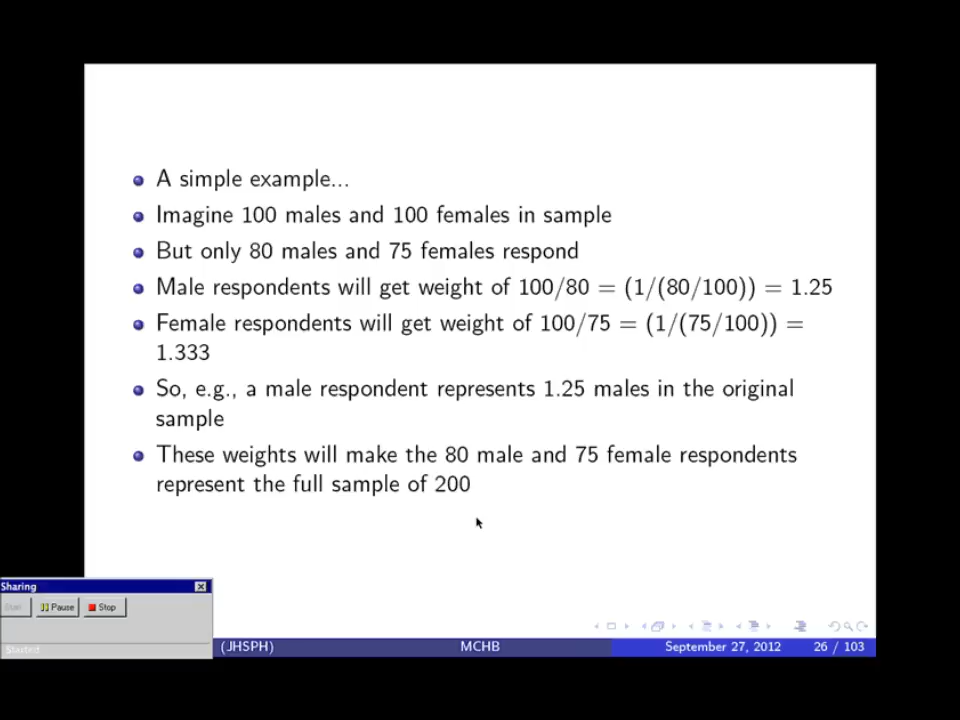 A simple example...
Imagine 100 males and 100 females in sample
But only 80 males and 75 females respond
Male respondents will get weight of 100/80 = (1/(80/100)) = 1.25
Female respondents will get weight of 100/75 = (1/(75/100)) =
1.333
So, e.g., a male respondent represents 1.25 males in the original
sample
These weights will make the 80 male and 75 female respondents
represent the full sample of 200
Sharing
Start Pause Stop
Started
(JHSPH) MCHB September 27, 2012 26 / 103